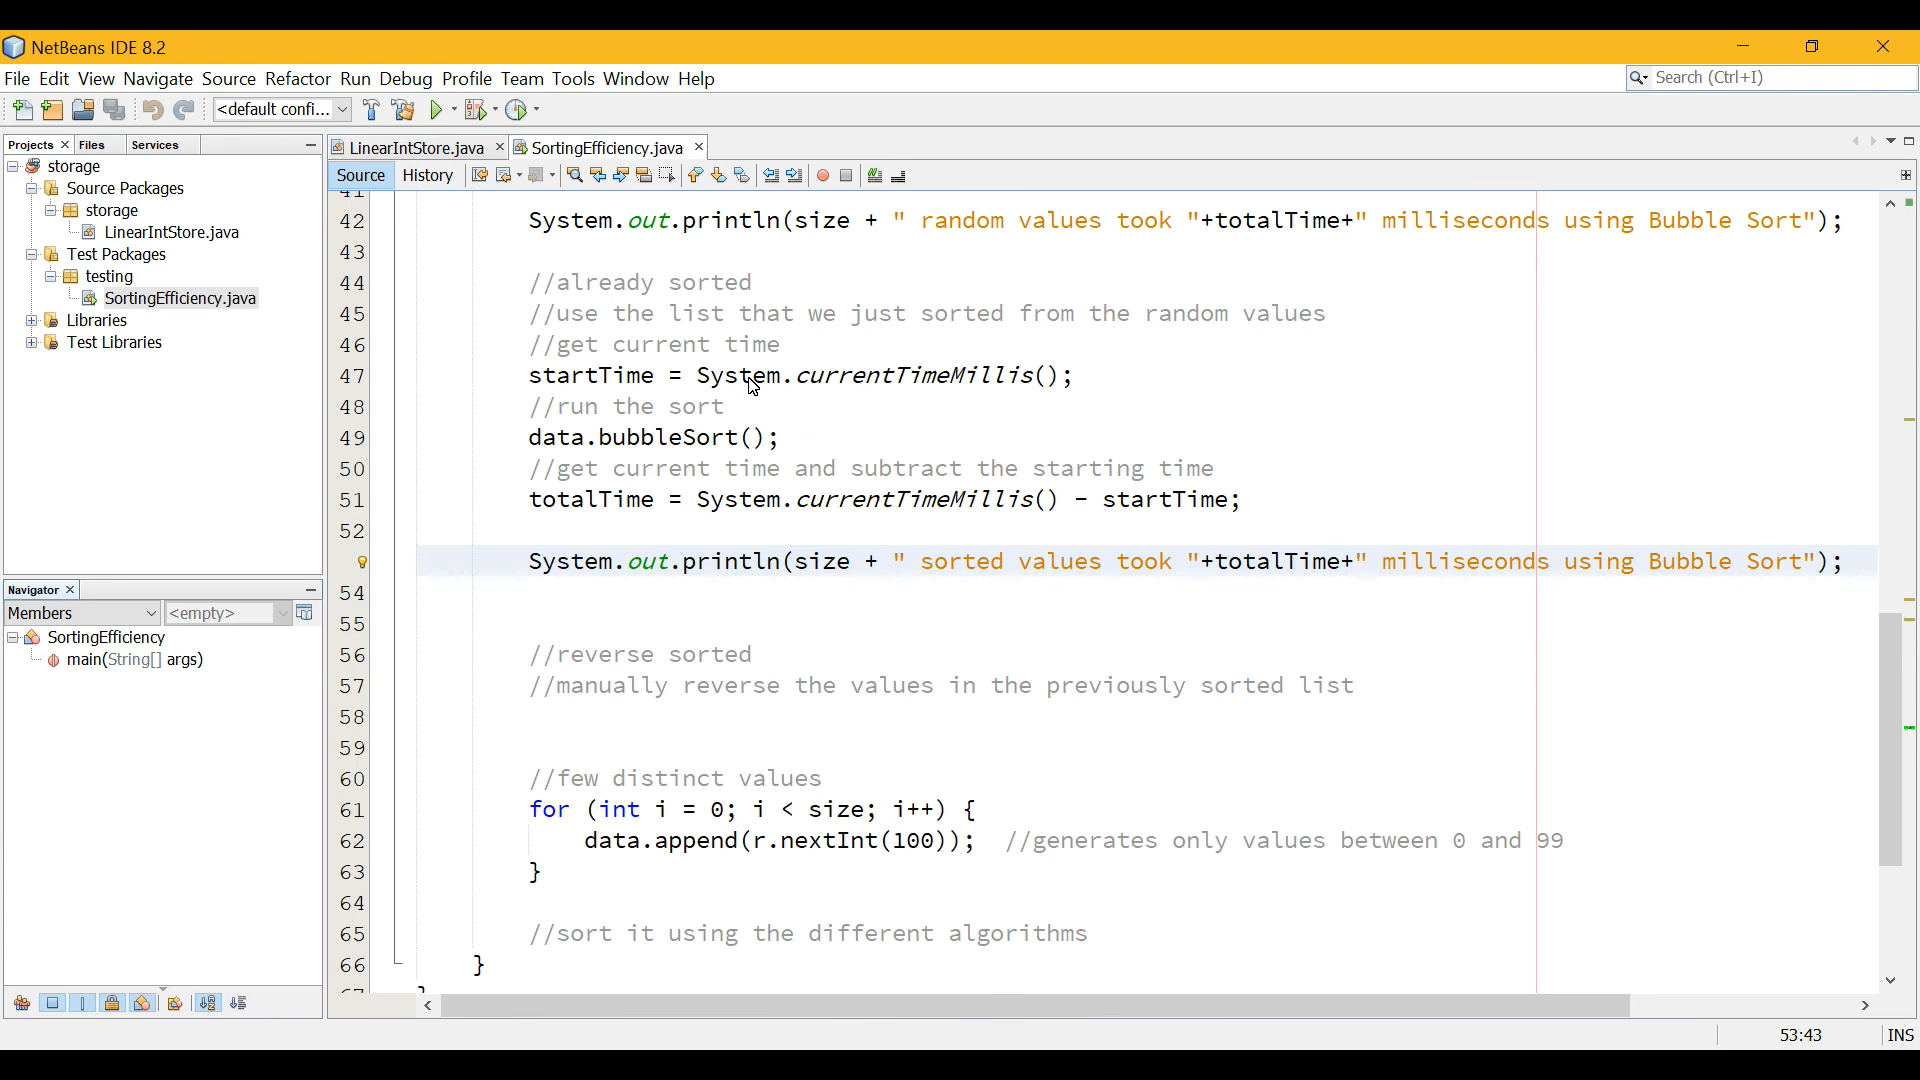 NetBeans IDE 8.2
File Edit View Navigate Source Refactor Run Debug Profile Team Tools Window Help
Search (Ctrl+I)
<default confi...
Projects Files Services
storage
Source Packages
storage
LinearIntStore.java
Test Packages
testing
SortingEfficiency.java
Libraries
Test Libraries
Navigator
Members <empty>
SortingEfficiency
main(String[] args)
LinearIntStore.java SortingEfficiency.java
Source History
41
42 System.out.println(size + " random values took "+totalTime+" milliseconds using Bubble Sort");
43
44 //already sorted
45 //use the list that we just sorted from the random values
46 //get current time
47 startTime = System.currentTimeMillis();
48 //run the sort
49 data.bubbleSort();
50 //get current time and subtract the starting time
51 totalTime = System.currentTimeMillis() - startTime;
52
System.out.println(size + " sorted values took "+totalTime+" milliseconds using Bubble Sort");
54
55
56 //reverse sorted
57 //manually reverse the values in the previously sorted list
58
59
60 //few distinct values
61 for (int i = 0; i < size; i++) {
62 data.append(r.nextInt(100)); //generates only values between 0 and 99
63 }
64
65 //sort it using the different algorithms
66 }
53:43 INS